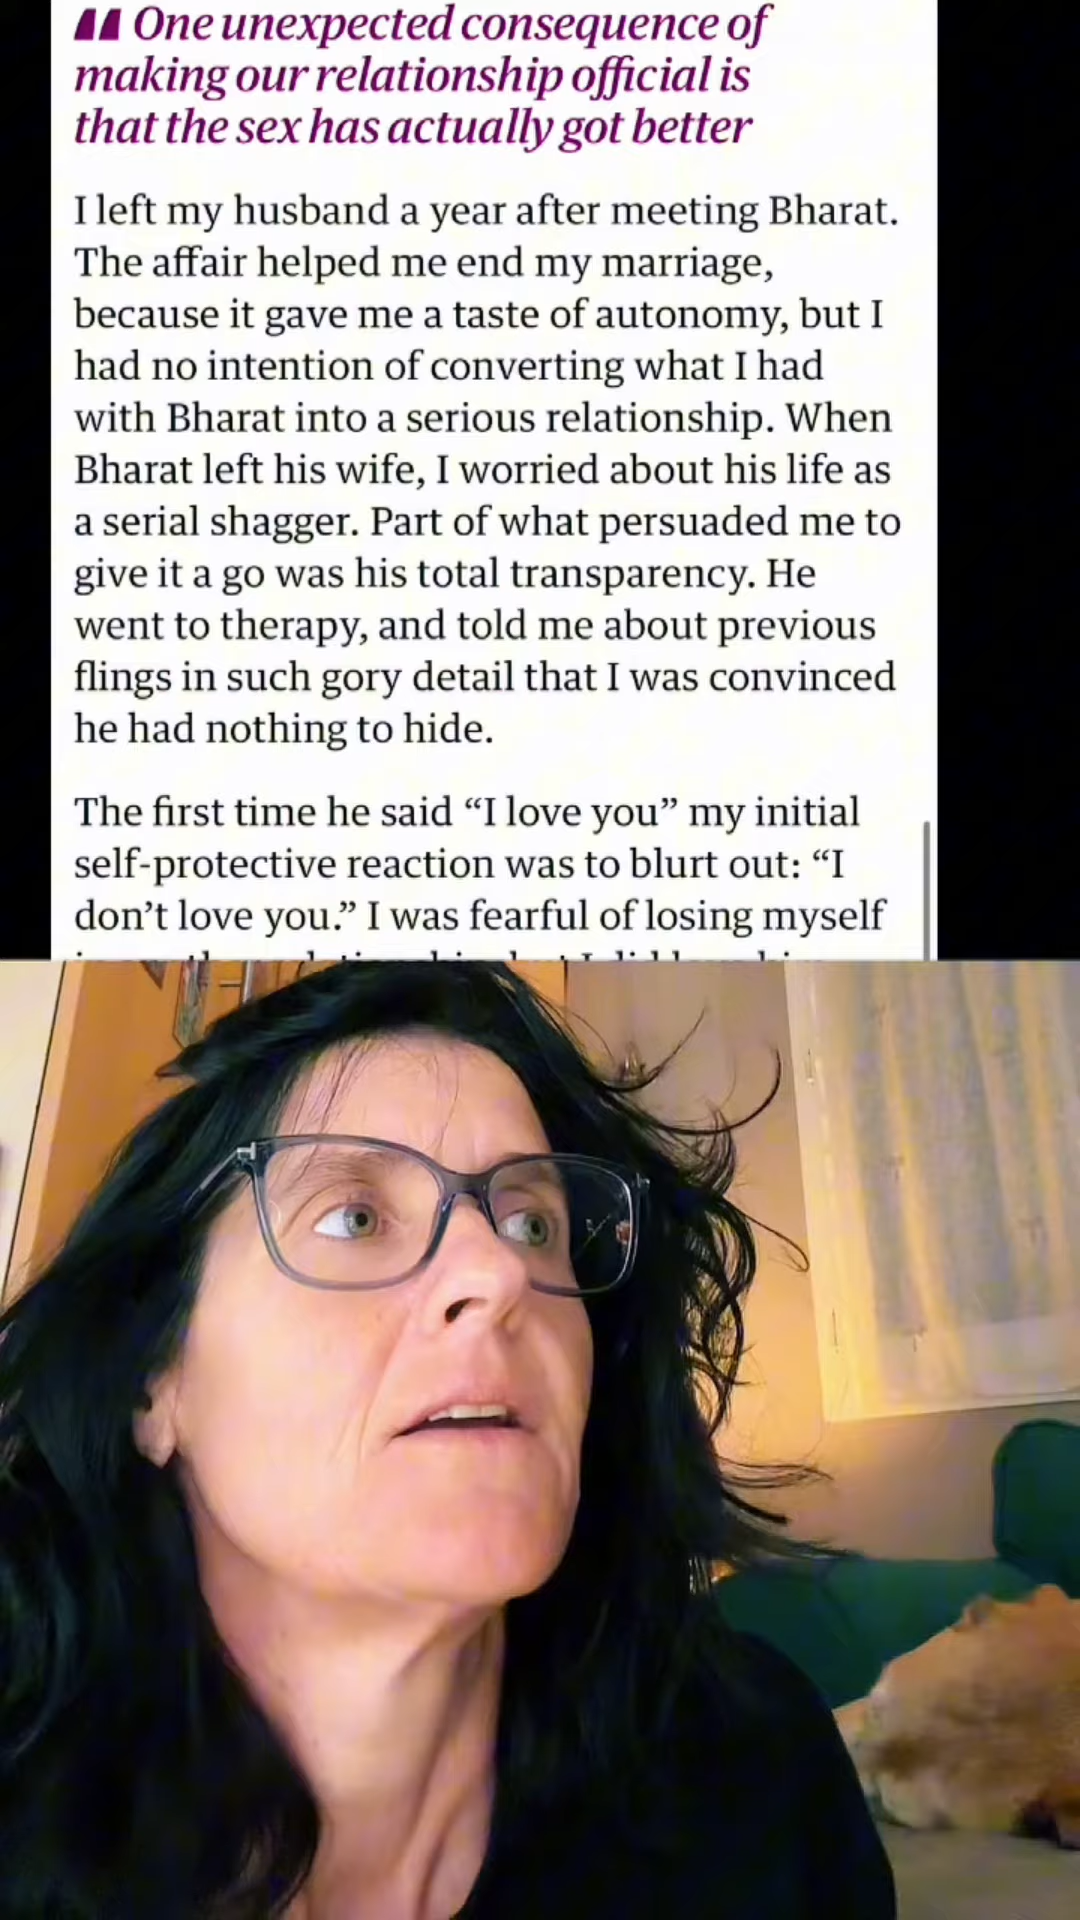 " One unexpected consequence of
making our relationship official is
that the sex has actually got better
I left my husband a year after meeting Bharat.
The affair helped me end my marriage,
because it gave me a taste of autonomy, but I
had no intention of converting what I had
with Bharat into a serious relationship. When
Bharat left his wife, I worried about his life as
a serial shagger. Part of what persuaded me to
give it a go was his total transparency. He
went to therapy, and told me about previous
flings in such gory detail that I was convinced
he had nothing to hide.
The first time he said “I love you” my initial
self-protective reaction was to blurt out: “I
don’t love you.” I was fearful of losing myself